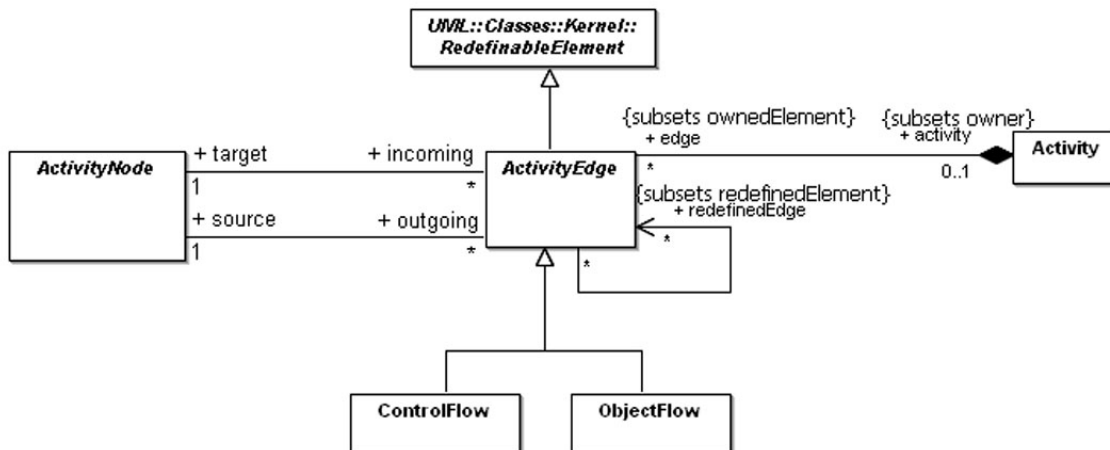 UML::Classes::Kernel::
RedefinableElement
{subsets ownedElement}
+ edge
*
{subsets owner}
+ activity
0..1
Activity
ActivityNode
+ target
1
+ incoming
*
+ source
1
+ outgoing
*
ActivityEdge
{subsets redefinedElement}
+ redefinedEdge
*
*
ControlFlow
ObjectFlow